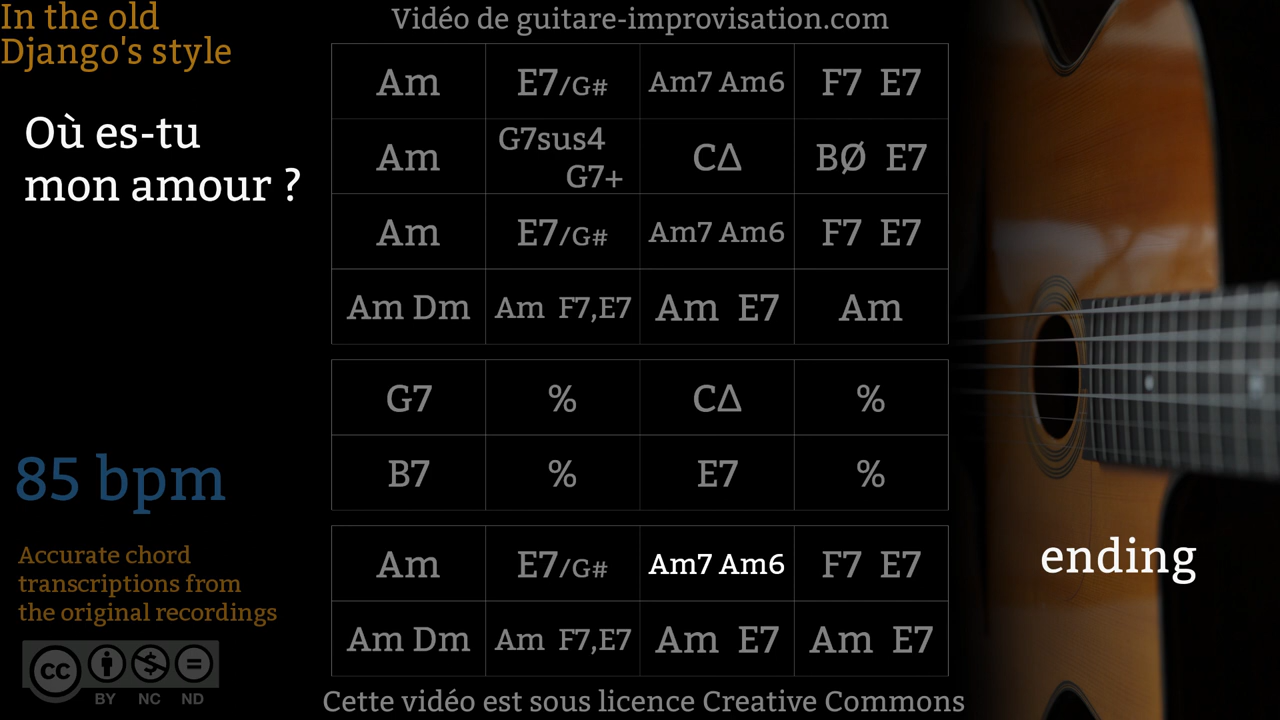 In the old
Django's style
Vidéo de guitare-improvisation.com
Où es-tu
mon amour ?
Am E7/G# Am7 Am6 F7 E7
Am G7sus4 G7+ CΔ BØ E7
Am E7/G# Am7 Am6 F7 E7
Am Dm Am F7,E7 Am E7 Am
G7 % CΔ %
B7 % E7 %
Am E7/G# Am7 Am6 F7 E7
Am Dm Am F7,E7 Am E7 Am E7
85 bpm
Accurate chord
transcriptions from
the original recordings
cc
BY NC ND
ending
Cette vidéo est sous licence Creative Commons